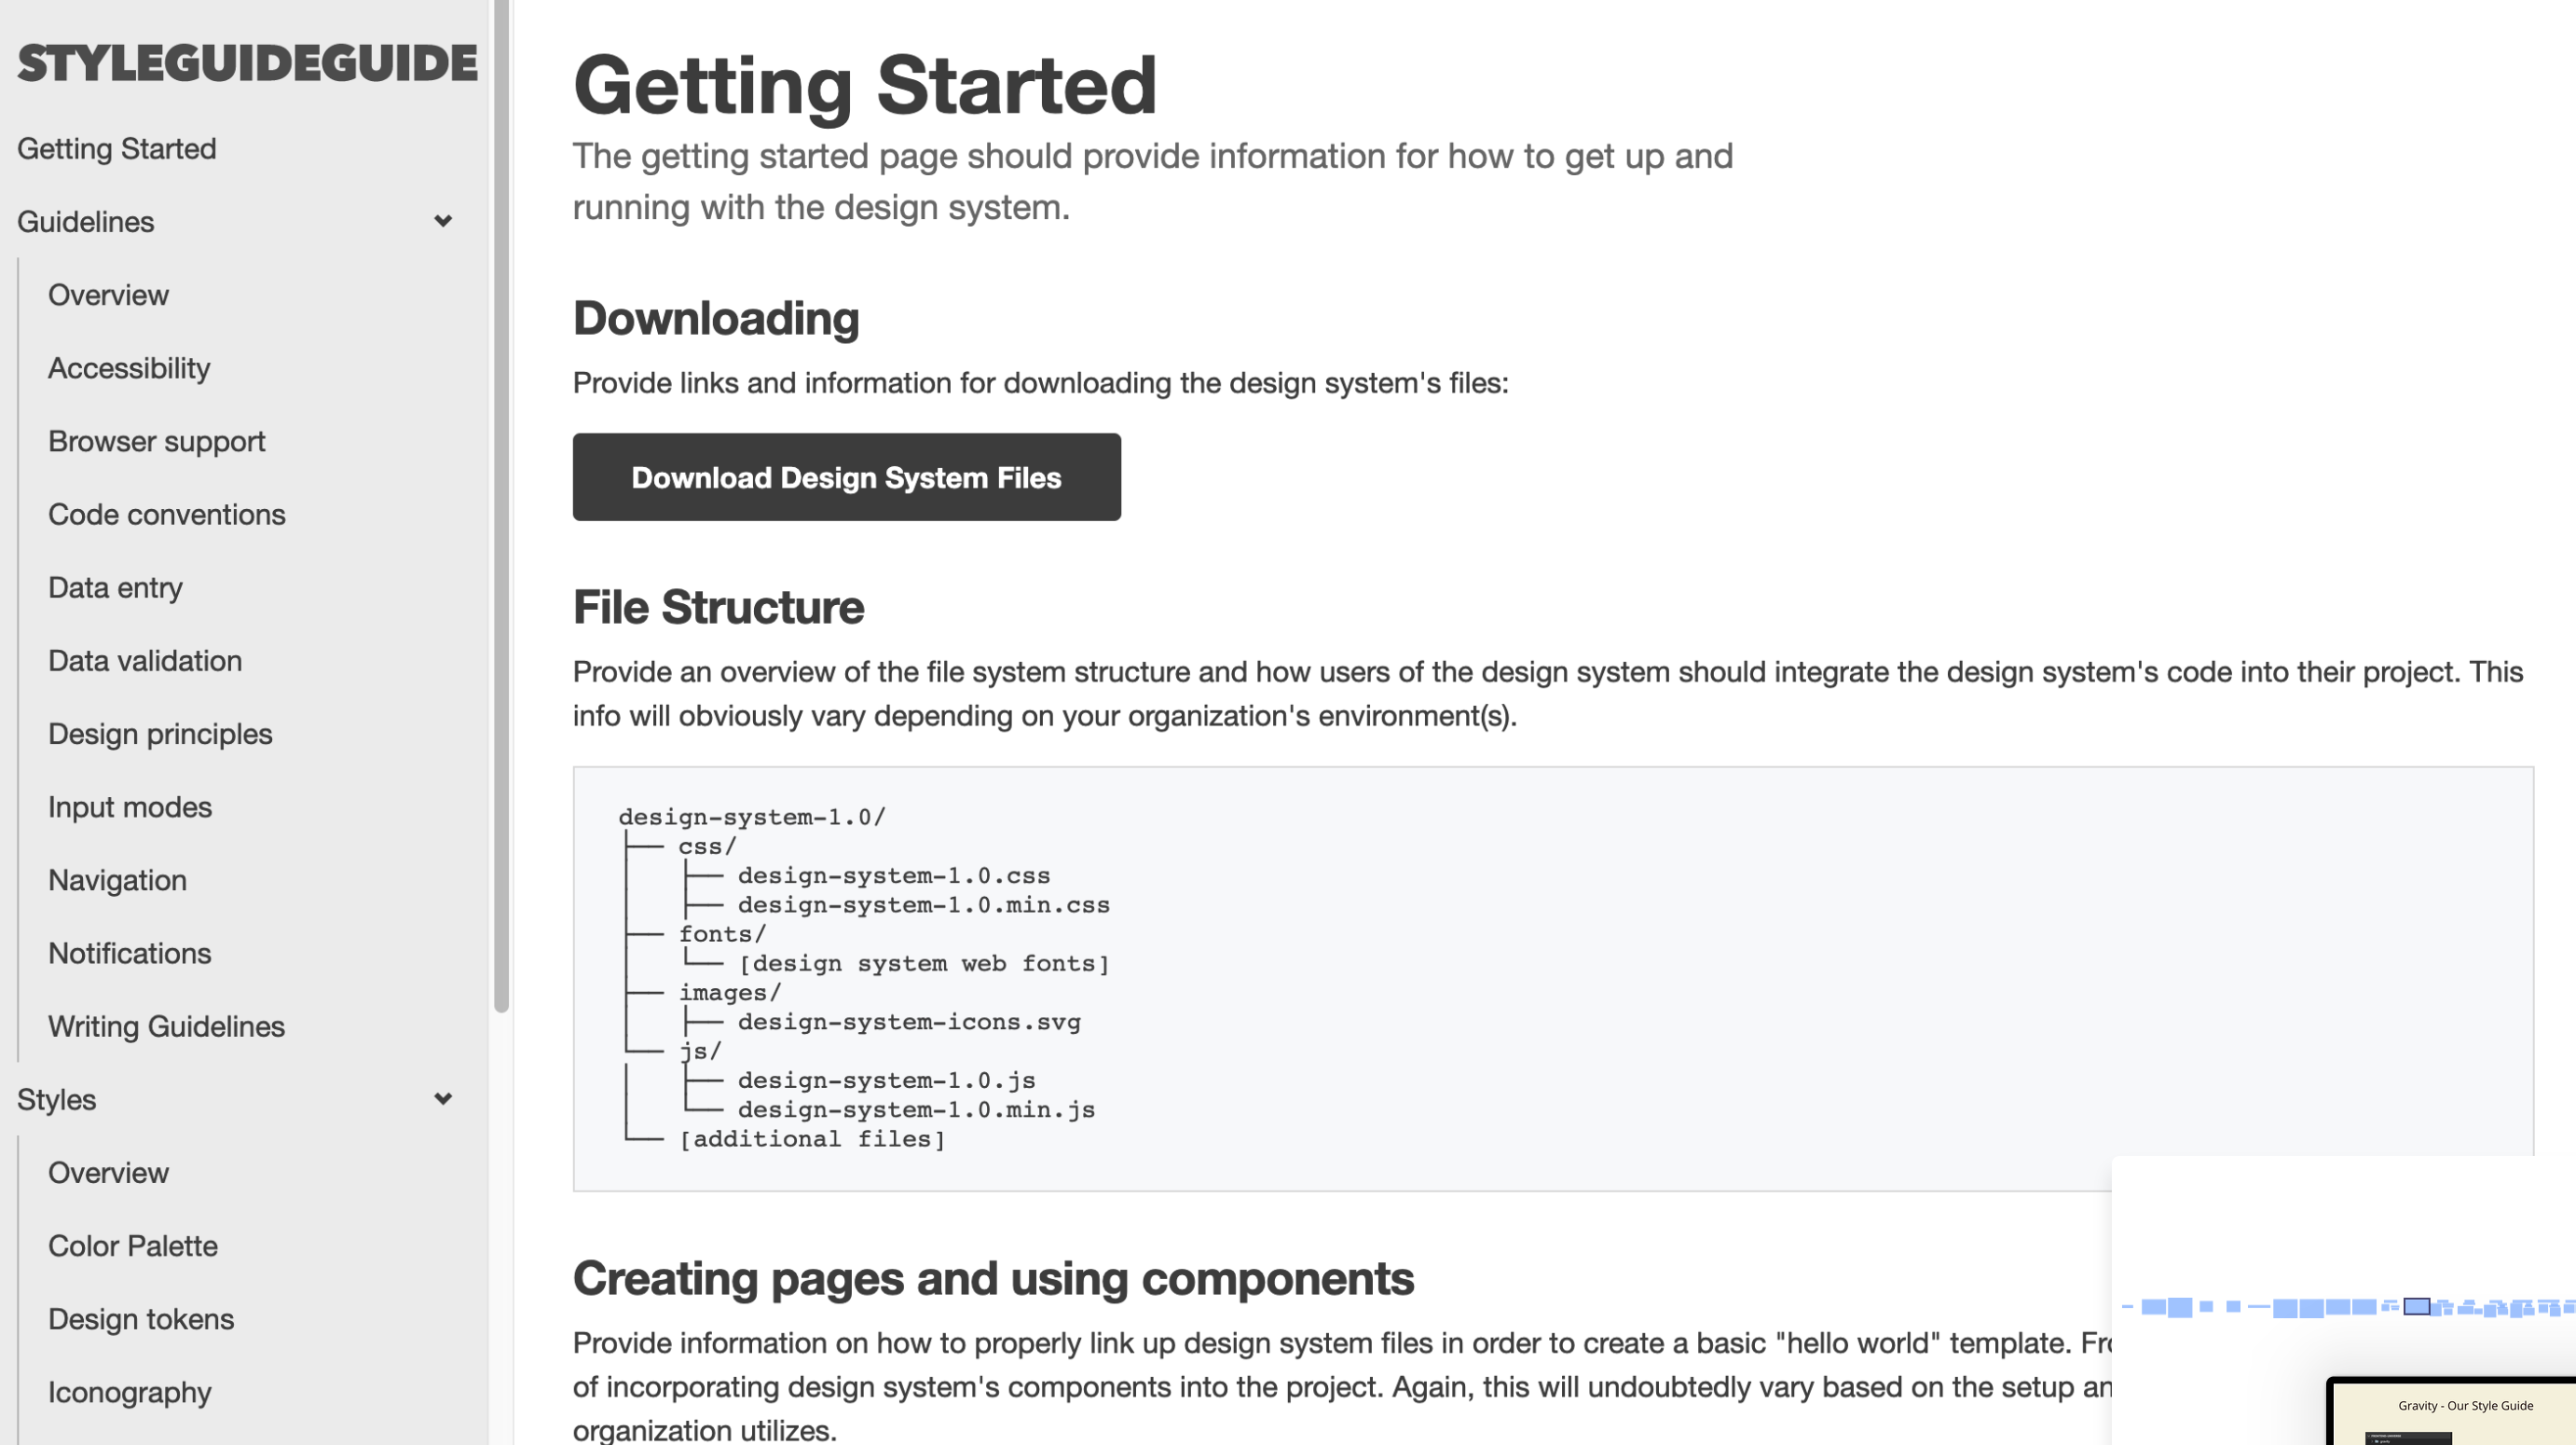 STYLEGUIDEGUIDE
Getting Started
Guidelines
Overview
Accessibility
Browser support
Code conventions
Data entry
Data validation
Design principles
Input modes
Navigation
Notifications
Writing Guidelines
Styles
Overview
Color Palette
Design tokens
Iconography
Getting Started
The getting started page should provide information for how to get up and
running with the design system.
Downloading
Provide links and information for downloading the design system's files:
Download Design System Files
File Structure
Provide an overview of the file system structure and how users of the design system should integrate the design system's code into their project. This
info will obviously vary depending on your organization's environment(s).
design-system-1.0/
├── css/
│   ├── design-system-1.0.css
│   ├── design-system-1.0.min.css
├── fonts/
│   └── [design system web fonts]
├── images/
│   ├── design-system-icons.svg
└── js/
│   ├── design-system-1.0.js
│   └── design-system-1.0.min.js
└── [additional files]
Creating pages and using components
Provide information on how to properly link up design system files in order to create a basic "hello world" template.
of incorporating design system's components into the project. Again, this will undoubtedly vary based on the setup
organization utilizes.
Gravity - Our Style Guide